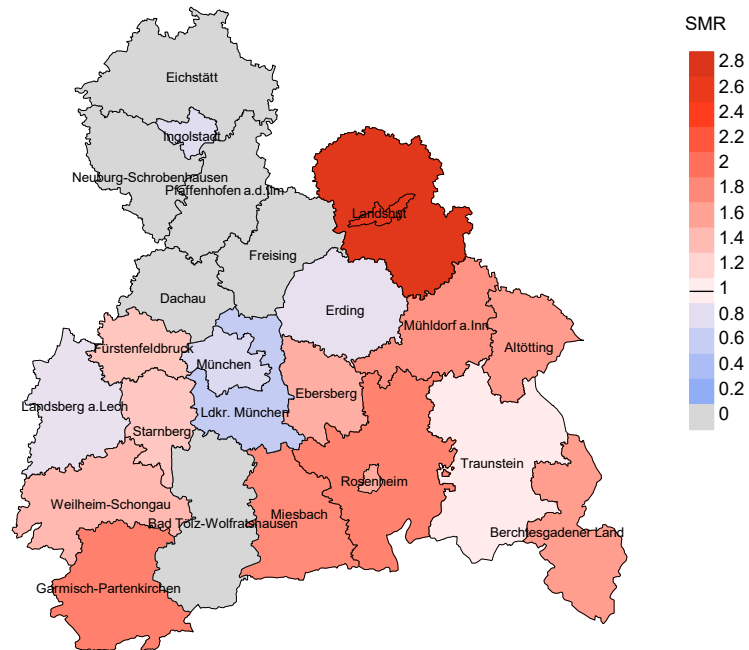 SMR
2.8
2.6
2.4
2.2
2
1.8
1.6
1.4
1.2
1
0.8
0.6
0.4
0.2
0
Eichstätt
Ingolstadt
Neuburg-Schrobenhausen
Pfaffenhofen a.d.Ilm
Landshut
Freising
Dachau
Erding
Mühldorf a.Inn
Altötting
Fürstenfeldbruck
München
Ebersberg
Landsberg a.Lech
Ldkr. München
Starnberg
Traunstein
Rosenheim
Weilheim-Schongau
Miesbach
Bad Tölz-Wolfratshausen
Berchtesgadener Land
Garmisch-Partenkirchen